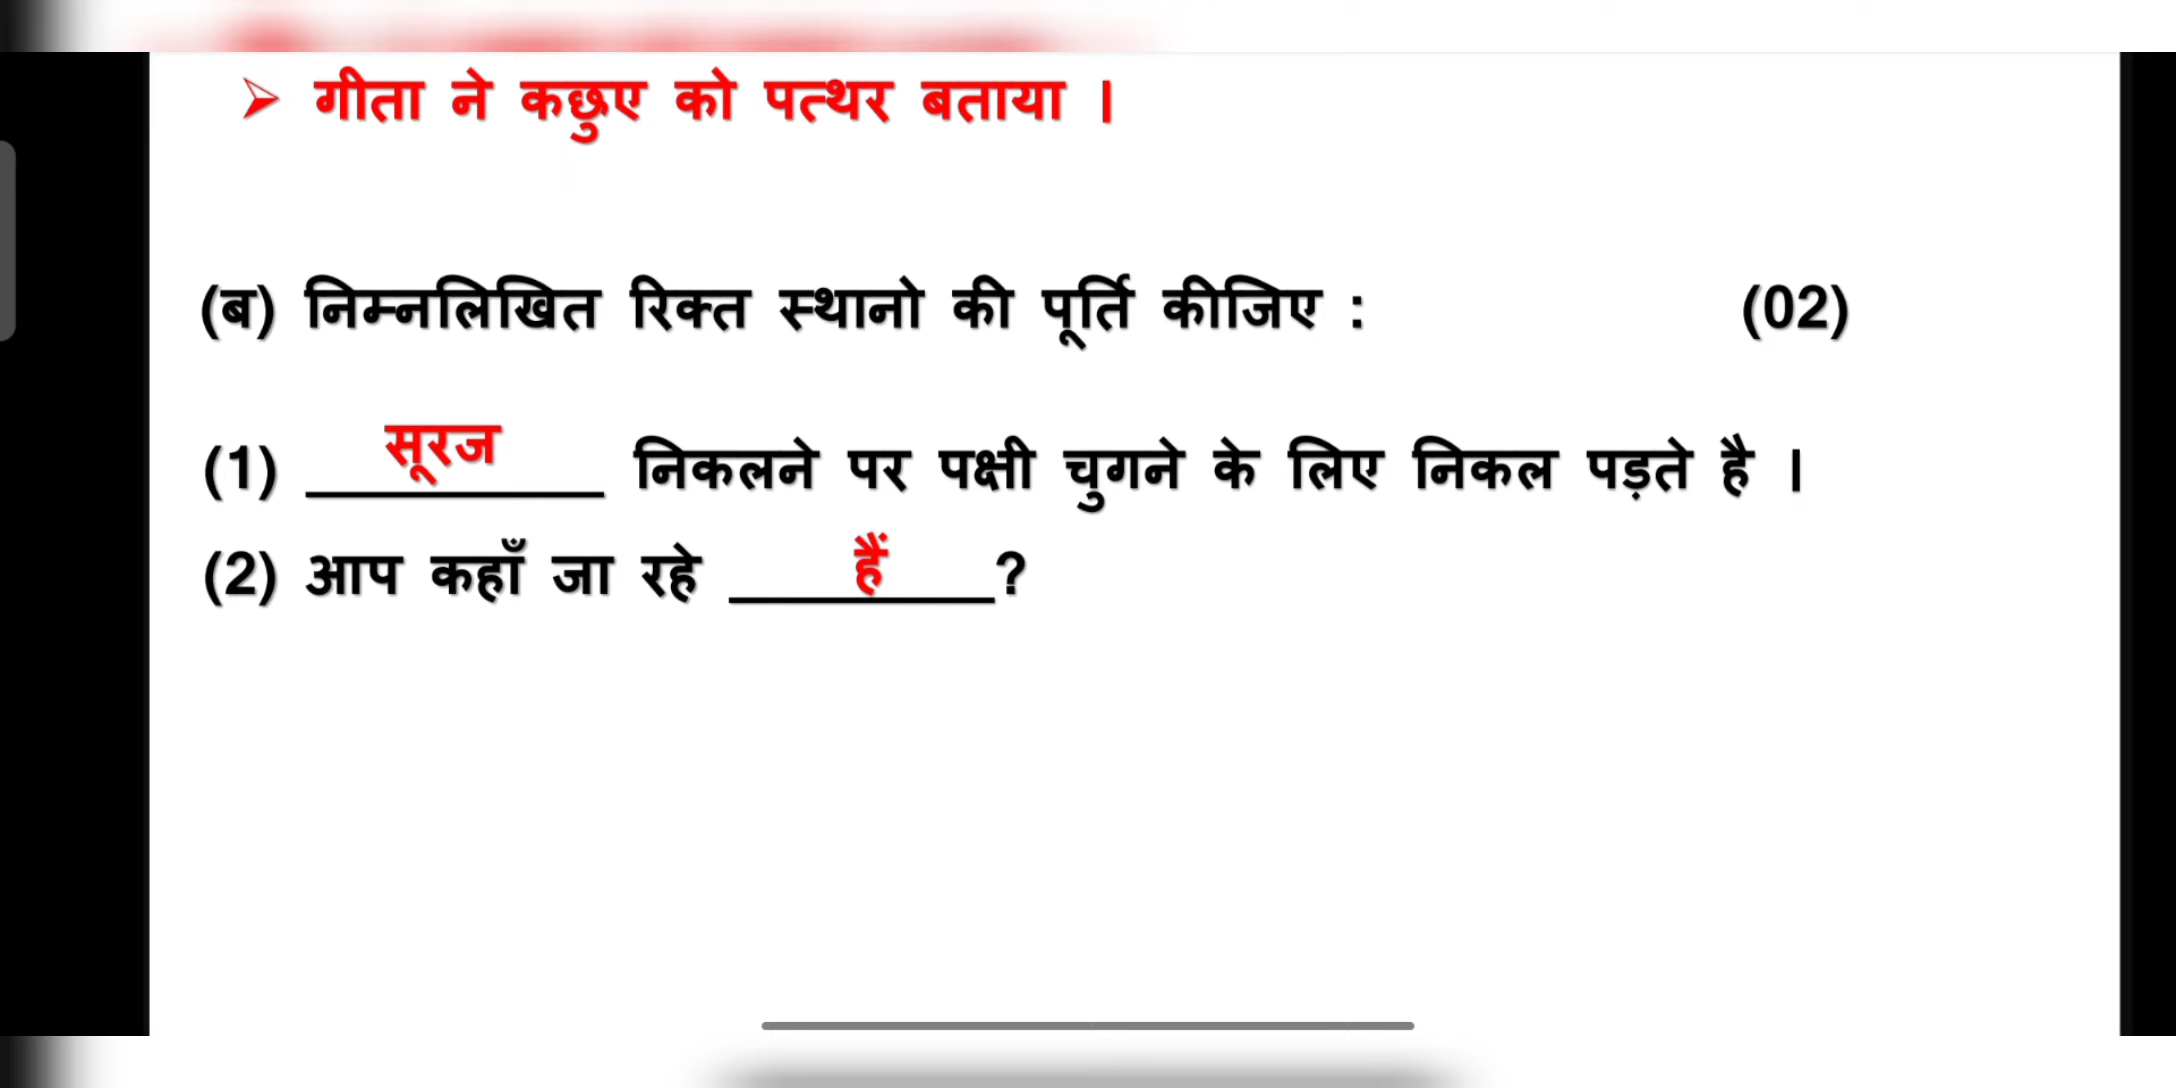 ➢ गीता ने कछुए को पत्थर बताया ।
(ब) निम्नलिखित रिक्त स्थानो की पूर्ति कीजिए : (02)
(1) सूरज निकलने पर पक्षी चुगने के लिए निकल पड़ते है ।
(2) आप कहाँ जा रहे हैं ?